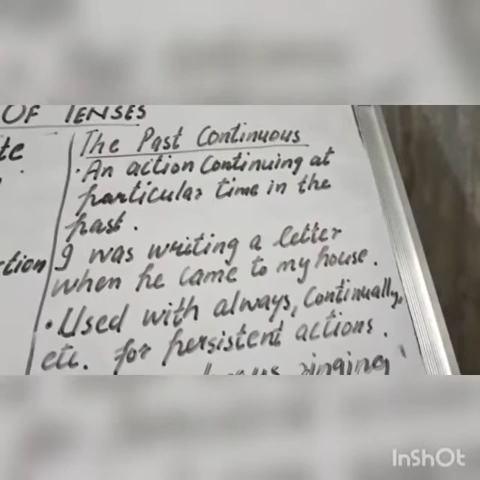 OF TENSES
te
The Past Continuous
• An action Continuing at
particular time in the
past.
ction
I was writing a letter
when he came to my house.
• Used with always, Continually,
etc. for persistent actions.
singing
InShOt